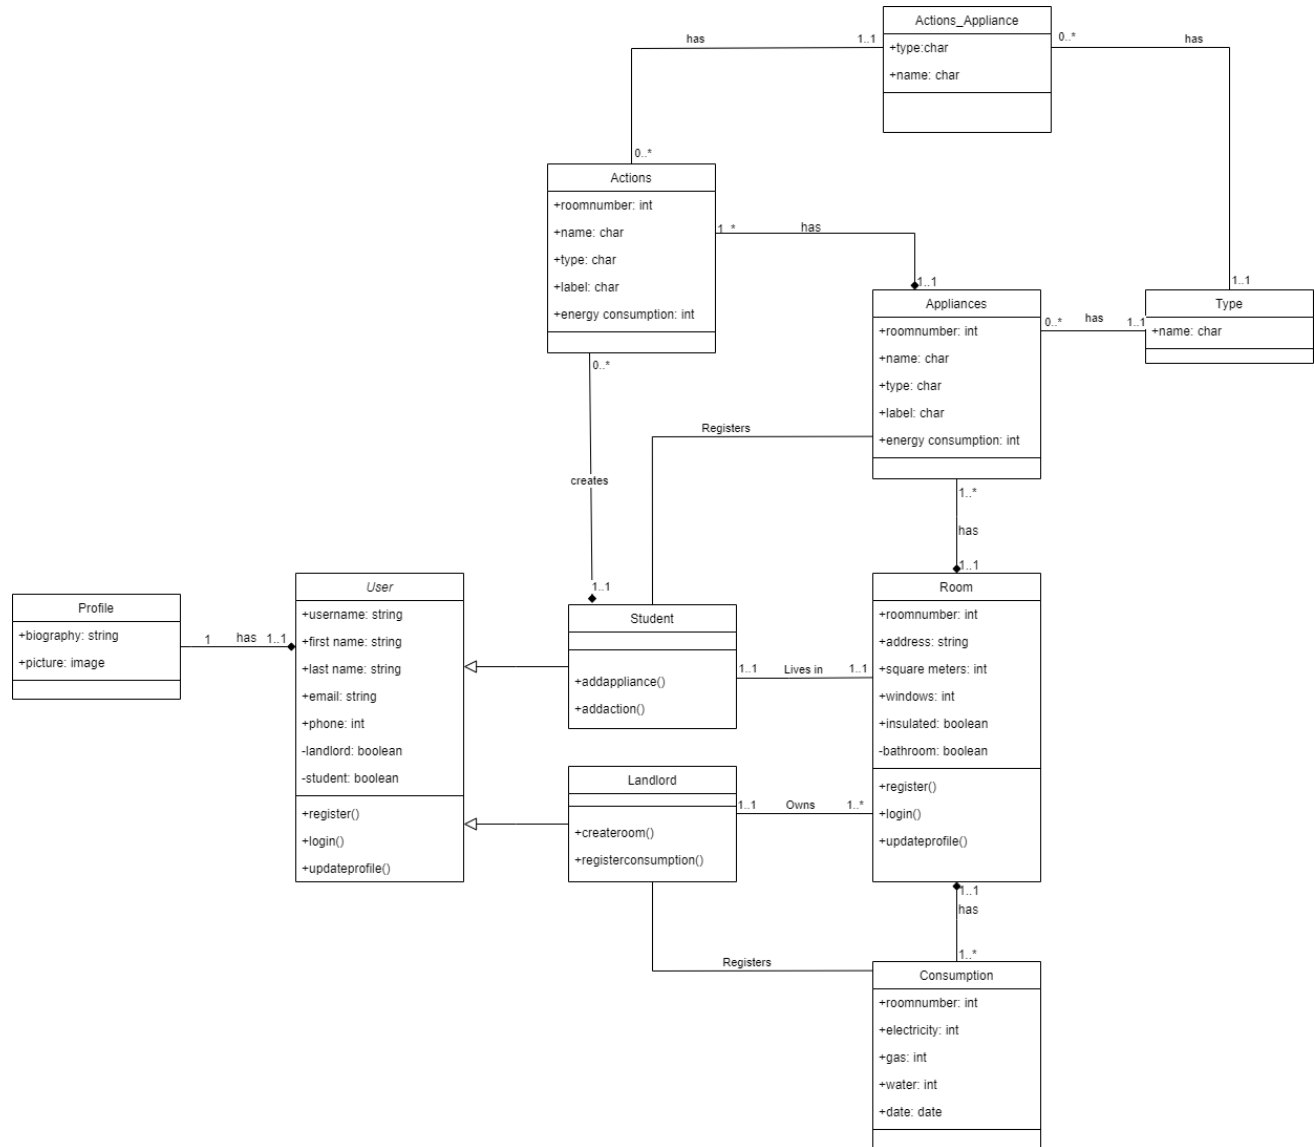 Actions_Appliance
+type:char
+name: char
has
1..1
0..*
has
0..*
Actions
+roomnumber: int
+name: char
+type: char
+label: char
+energy consumption: int
1..*
has
1..1
1..1
Appliances
+roomnumber: int
+name: char
+type: char
+label: char
+energy consumption: int
0..*
has
1..1
Type
+name: char
0..*
creates
1..1
Registers
1..*
has
1..1
Profile
+biography: string
+picture: image
1
has
1..1
User
+username: string
+first name: string
+last name: string
+email: string
+phone: int
-landlord: boolean
-student: boolean
+register()
+login()
+updateprofile()
Student
+addappliance()
+addaction()
1..1
Lives in
1..1
Room
+roomnumber: int
+address: string
+square meters: int
+windows: int
+insulated: boolean
-bathroom: boolean
+register()
+login()
+updateprofile()
Landlord
+createroom()
+registerconsumption()
1..1
Owns
1..*
1..1
has
1..*
Registers
Consumption
+roomnumber: int
+electricity: int
+gas: int
+water: int
+date: date